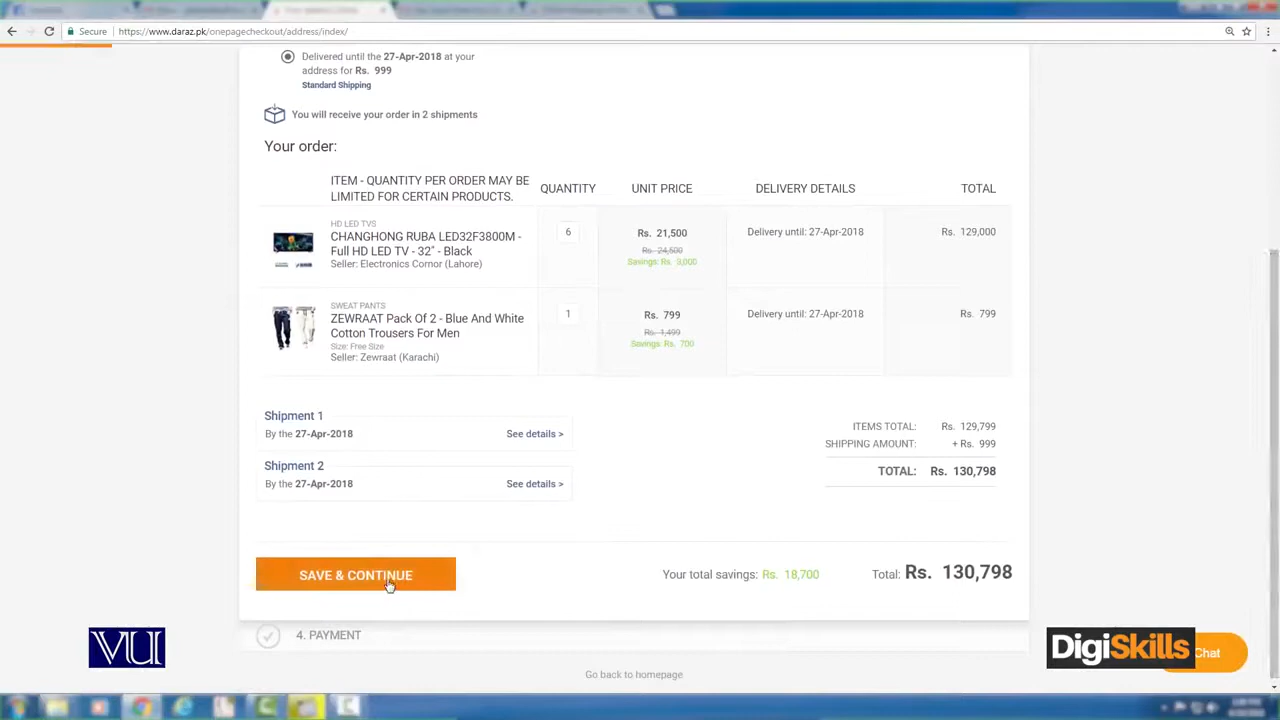 Secure
https://www.daraz.pk/onepagecheckout/address/index/
Delivered until the 27-Apr-2018 at your
address for Rs. 999
Standard Shipping
You will receive your order in 2 shipments
Your order:
ITEM - QUANTITY PER ORDER MAY BE
LIMITED FOR CERTAIN PRODUCTS.
QUANTITY
UNIT PRICE
DELIVERY DETAILS
TOTAL
HD LED TVS
CHANGHONG RUBA LED32F3800M -
Full HD LED TV - 32" - Black
Seller: Electronics Cornor (Lahore)
6
Rs. 21,500
Rs. 24,500
Savings: Rs. 3,000
Delivery until: 27-Apr-2018
Rs. 129,000
SWEAT PANTS
ZEWRAAT Pack Of 2 - Blue And White
Cotton Trousers For Men
Size: Free Size
Seller: Zewraat (Karachi)
1
Rs. 799
Rs. 1,499
Savings: Rs. 700
Delivery until: 27-Apr-2018
Rs. 799
Shipment 1
By the 27-Apr-2018
See details >
Shipment 2
By the 27-Apr-2018
See details >
ITEMS TOTAL: Rs. 129,799
SHIPPING AMOUNT: + Rs. 999
TOTAL: Rs. 130,798
SAVE & CONTINUE
Your total savings: Rs. 18,700
Total: Rs. 130,798
4. PAYMENT
VU
DigiSkills
Chat
Go back to homepage